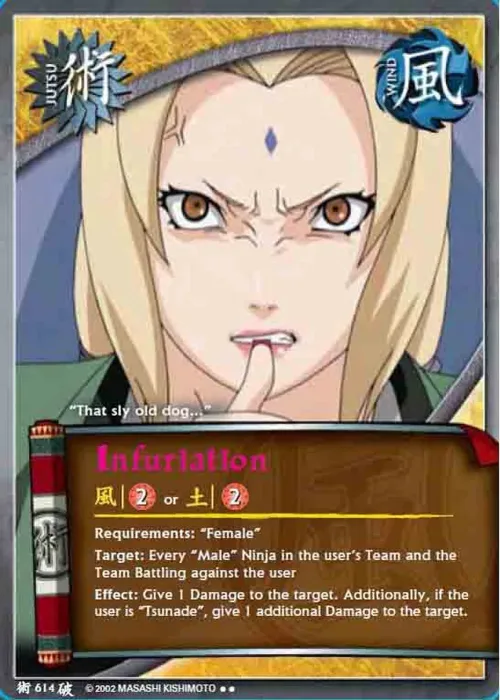 JUTSU 術
WIND 風
"That sly old dog..."
Infuriation
風 2 or 土 2
Requirements: "Female"
Target: Every "Male" Ninja in the user's Team and the
Team Battling against the user
Effect: Give 1 Damage to the target. Additionally, if the
user is "Tsunade", give 1 additional Damage to the target.
術
術 614 破 © 2002 MASASHI KISHIMOTO